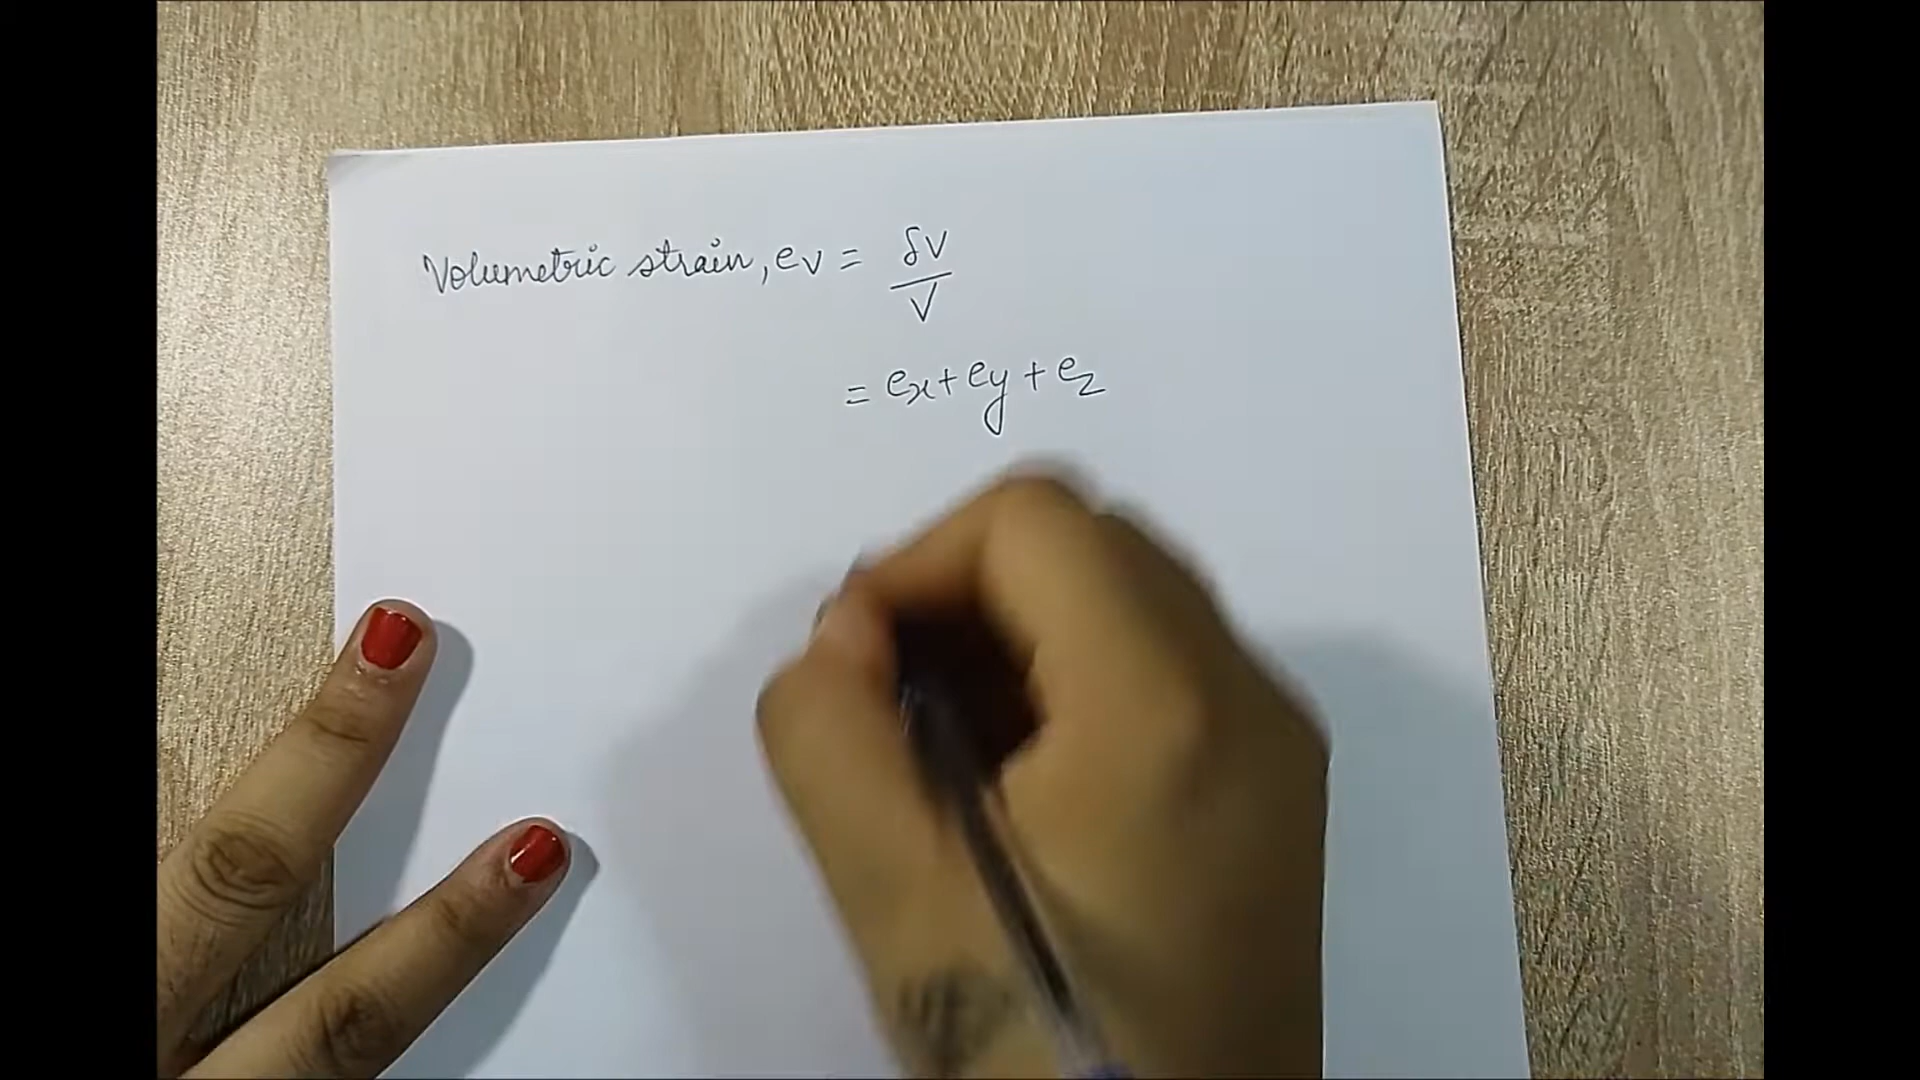 Volumetric strain, ev = δV/V
= ex + ey + ez